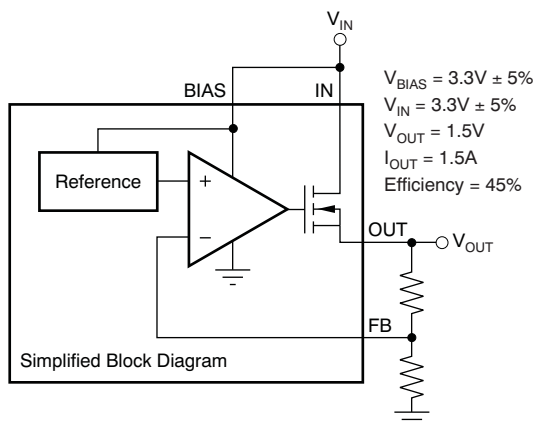 V_IN
V_BIAS = 3.3V ± 5%
V_IN = 3.3V ± 5%
V_OUT = 1.5V
I_OUT = 1.5A
Efficiency = 45%
BIAS
IN
Reference
+
−
OUT
V_OUT
FB
Simplified Block Diagram